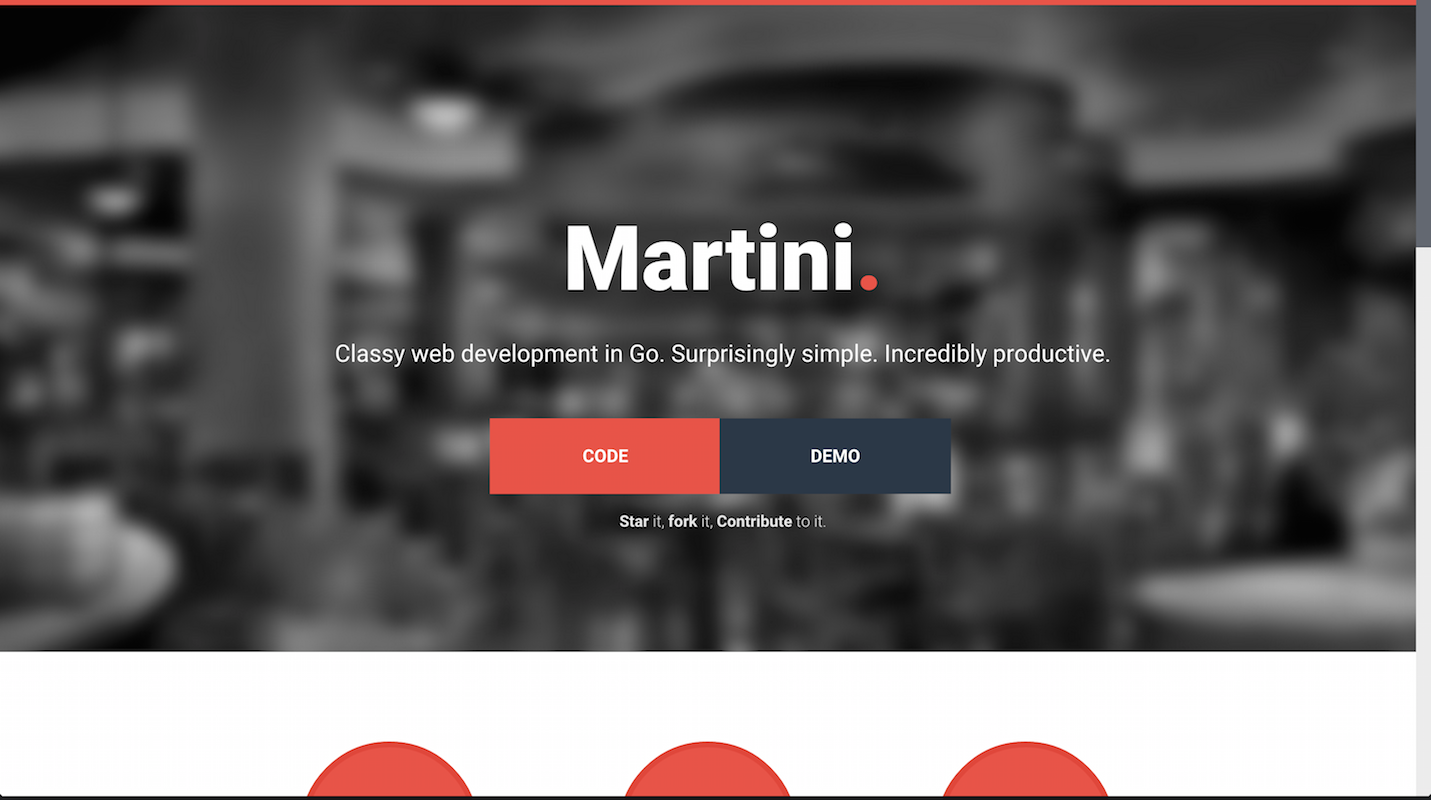 Martini.
Classy web development in Go. Surprisingly simple. Incredibly productive.
CODE
DEMO
Star it, fork it, Contribute to it.